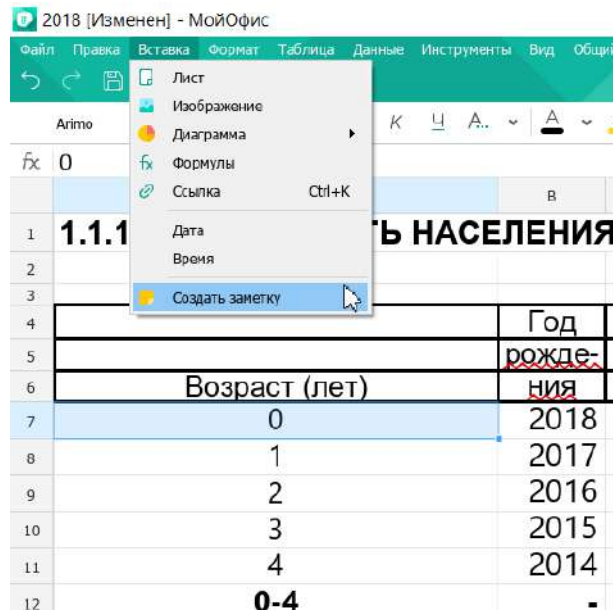 2018 [Изменен] - МойОфис
Файл Правка Вставка Формат Таблица Данные Инструменты Вид
Лист
Изображение
Arimo Диаграмма К Ч А... А
fx 0 Формулы
Ссылка Ctrl+K
B
1 1.1.1 Дата Ь НАСЕЛЕНИЯ
Время
2
3 Создать заметку
4 Год
5 рожде-
6 Возраст (лет) ния
7 0 2018
8 1 2017
9 2 2016
10 3 2015
11 4 2014
12 0-4 -